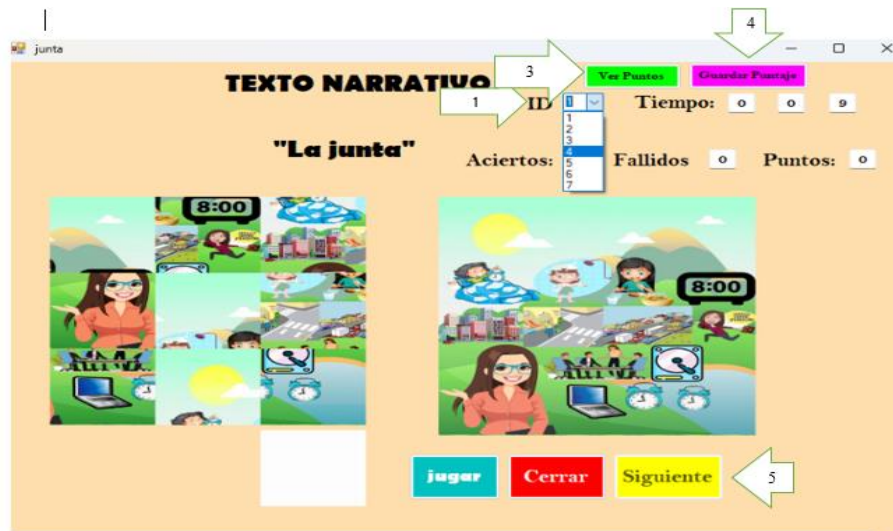 4
junta
TEXTO NARRATIVO
3
Ver Puntos
Guardar Puntaje
1
ID
1
Tiempo:
0
0
9
1
2
3
4
5
6
7
"La junta"
Aciertos:
Fallidos
0
Puntos:
0
8:00
8:00
jugar
Cerrar
Siguiente
5